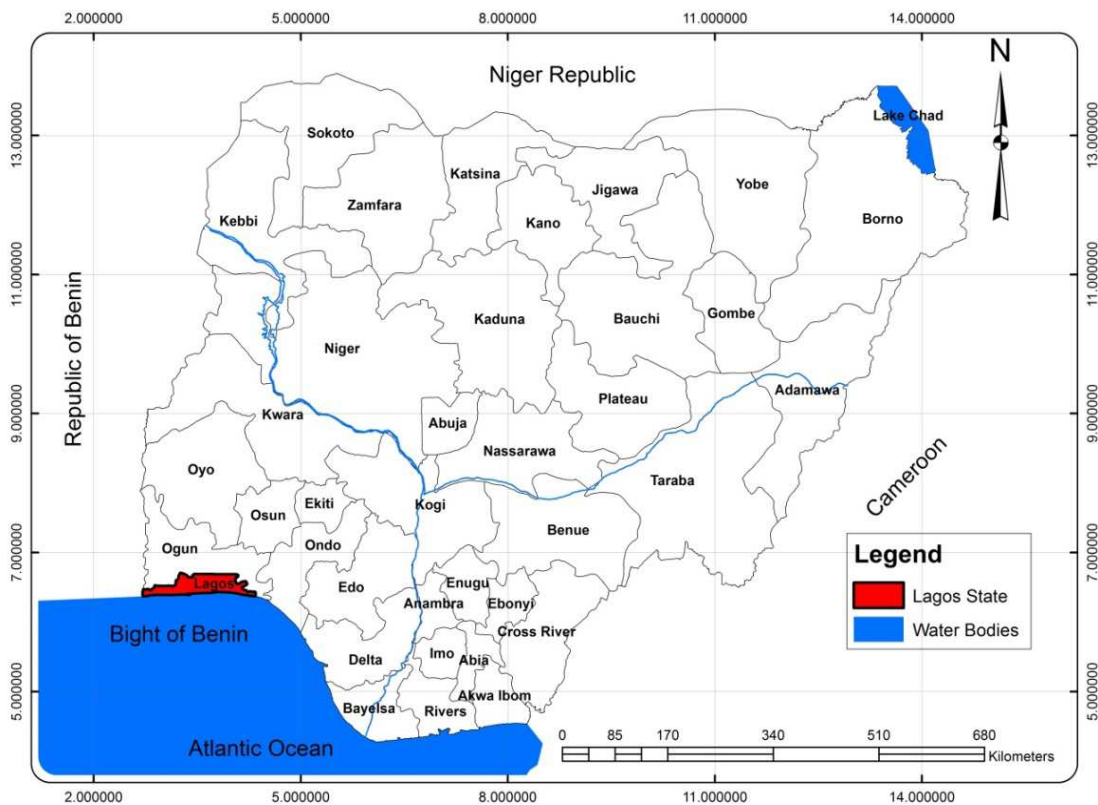 2.000000 5.000000 8.000000 11.000000 14.000000
Niger Republic
N
Lake Chad
13.000000
13.000000
Sokoto
Katsina
Jigawa
Yobe
Zamfara
Kano
Borno
Kebbi
11.000000
11.000000
Republic of Benin
Kaduna
Bauchi
Gombe
Niger
Adamawa
Plateau
9.000000
9.000000
Kwara
Abuja
Nassarawa
Cameroon
Oyo
Taraba
Kogi
Ekiti
Osun
Benue
Ondo
Ogun
7.000000
7.000000
Legend
Lagos State
Water Bodies
Lagos
Edo
Enugu
Anambra
Ebonyi
Cross River
Bight of Benin
Delta
Imo
Abia
5.000000
5.000000
Akwa Ibom
Bayelsa
Rivers
Atlantic Ocean
0 85 170 340 510 680
Kilometers
2.000000 5.000000 8.000000 11.000000 14.000000